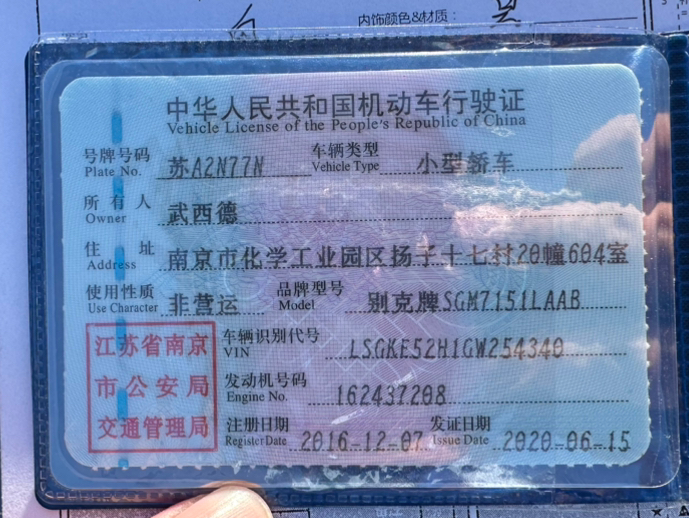 内饰颜色&材质：
中华人民共和国机动车行驶证
Vehicle License of the People's Republic of China
号牌号码 苏A2N77N 车辆类型 小型轿车
Plate No. Vehicle Type
所有人 武西德
Owner
住址 南京市化学工业园区扬子十七村20幢604室
Address
使用性质 非营运 品牌型号 别克牌SGM7151LAAB
Use Character Model
江苏省南京
市公安局
交通管理局
车辆识别代号 LSGKE52H1GW254340
VIN
发动机号码 162437208
Engine No.
注册日期 2016-12-07 发证日期 2020-06-15
Register Date Issue Date